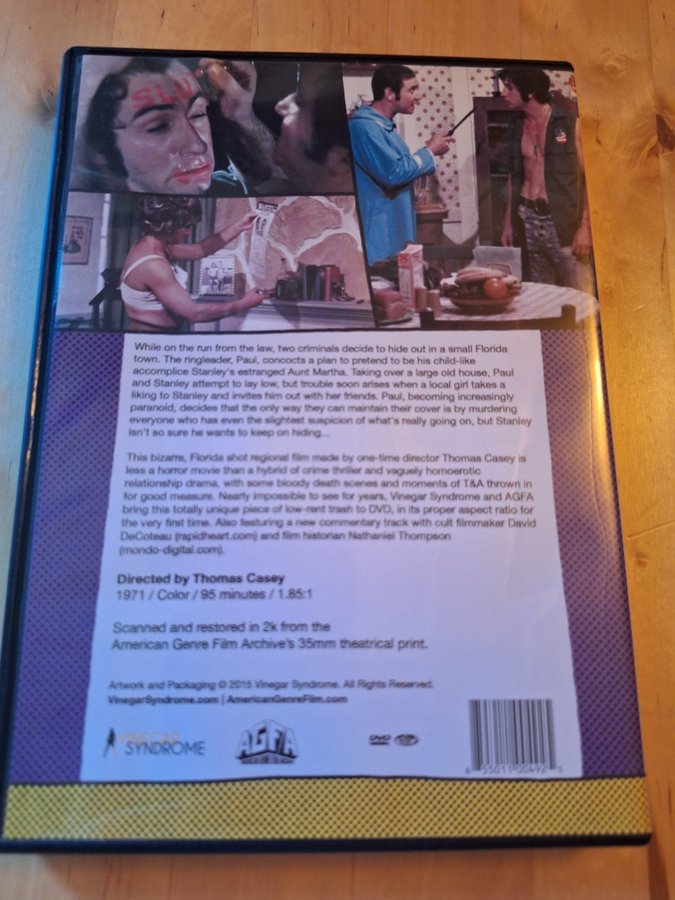 SLU
While on the run from the law, two criminals decide to hide out in a small Florida
town. The ringleader, Paul, concocts a plan to pretend to be his child-like
accomplice Stanley's estranged Aunt Martha. Taking over a large old house, Paul
and Stanley attempt to lay low, but trouble soon arises when a local girl takes a
liking to Stanley and invites him out with her friends. Paul, becoming increasingly
paranoid, decides that the only way they can maintain their cover is by murdering
everyone who has even the slightest suspicion of what's really going on, but Stanley
isn't so sure he wants to keep on hiding...
This bizarre, Florida shot regional film made by one-time director Thomas Casey is
less a horror movie than a hybrid of crime thriller and vaguely homoerotic
relationship drama, with some bloody death scenes and moments of T&A thrown in
for good measure. Nearly impossible to see for years, Vinegar Syndrome and AGFA
bring this totally unique piece of low-rent trash to DVD, in its proper aspect ratio for
the very first time. Also featuring a new commentary track with cult filmmaker David
DeCoteau (rapidheart.com) and film historian Nathaniel Thompson
(mondo-digital.com).
Directed by Thomas Casey
1971 / Color / 95 minutes / 1.85:1
Scanned and restored in 2k from the
American Genre Film Archive's 35mm theatrical print.
Artwork and Packaging © 2015 Vinegar Syndrome. All Rights Reserved.
VinegarSyndrome.com | AmericanGenreFilm.com
VINEGAR
SYNDROME
AGFA
DVD
6 55011 00492 5